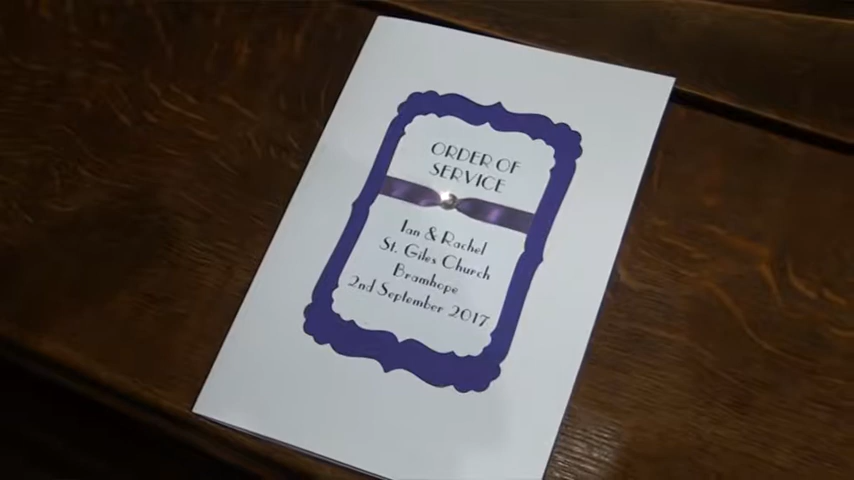 ORDER OF
SERVICE
Ian & Rachel
St. Giles Church
Bramhope
2nd September 2017